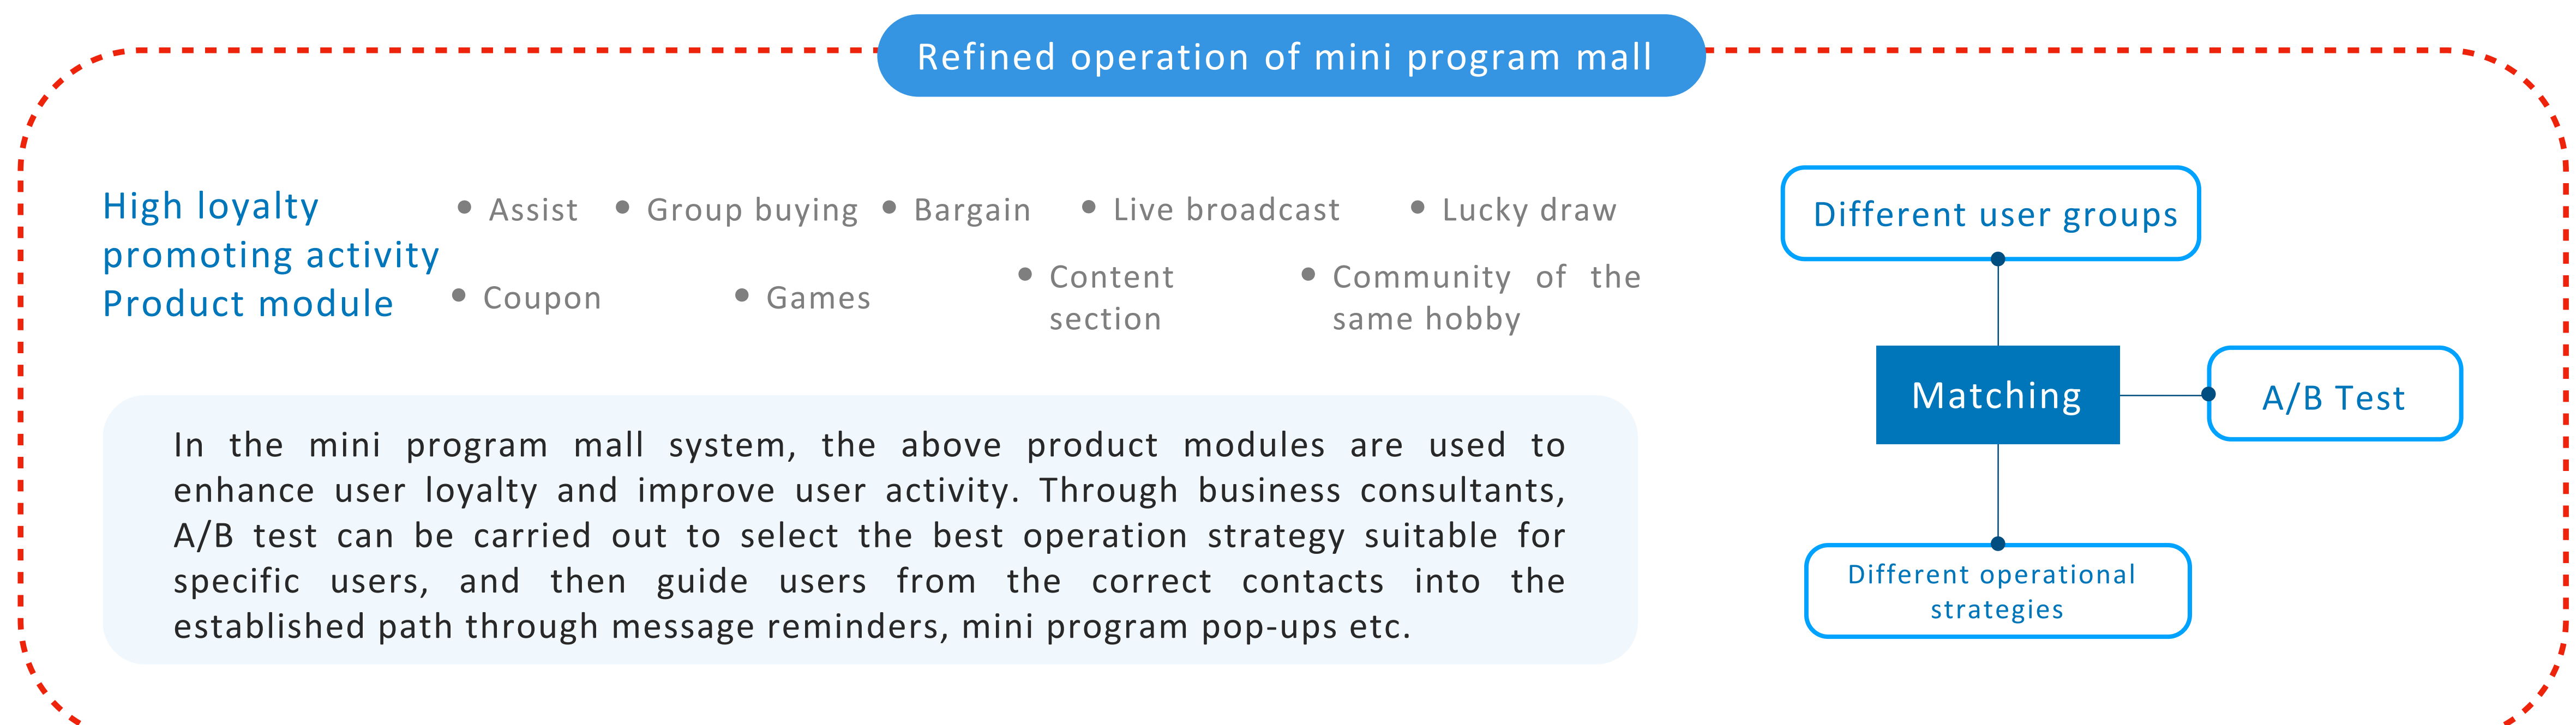 Refined operation of mini program mall
High loyalty
promoting activity
Product module
• Assist • Group buying • Bargain • Live broadcast • Lucky draw
• Coupon • Games • Content
section
• Community of the
same hobby
In the mini program mall system, the above product modules are used to
enhance user loyalty and improve user activity. Through business consultants,
A/B test can be carried out to select the best operation strategy suitable for
specific users, and then guide users from the correct contacts into the
established path through message reminders, mini program pop-ups etc.
Different user groups
Matching
A/B Test
Different operational
strategies